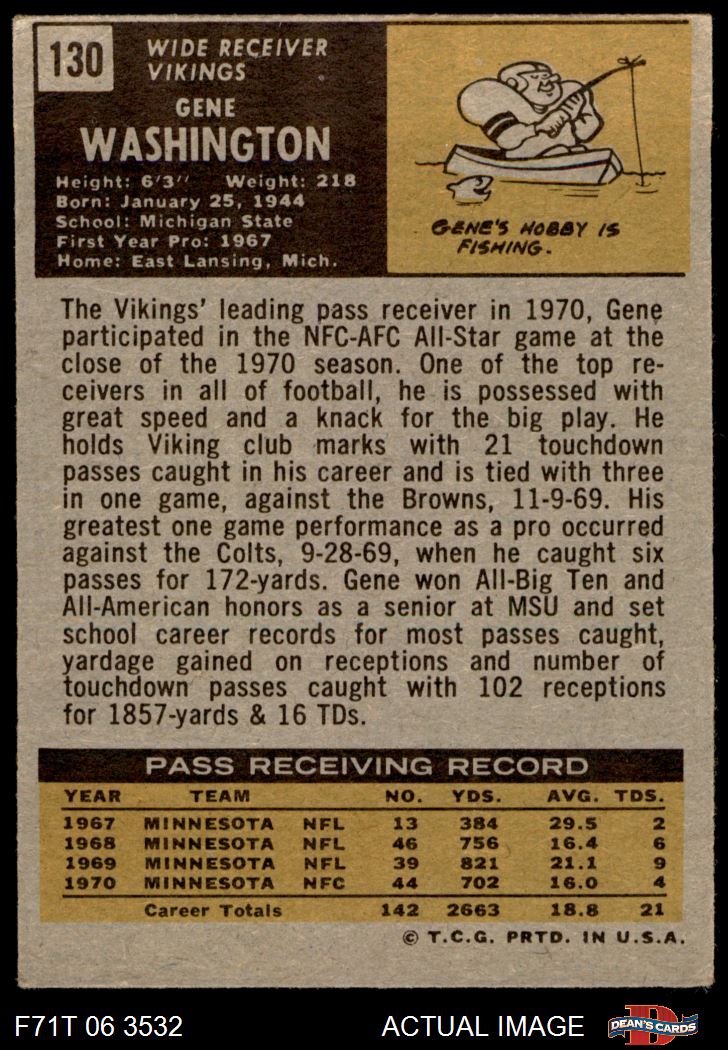 130
WIDE RECEIVER
VIKINGS
GENE
WASHINGTON
Height: 6'3'' Weight: 218
Born: January 25, 1944
School: Michigan State
First Year Pro: 1967
Home: East Lansing, Mich.
GENE'S HOBBY IS
FISHING.
The Vikings' leading pass receiver in 1970, Gene
participated in the NFC-AFC All-Star game at the
close of the 1970 season. One of the top re-
ceivers in all of football, he is possessed with
great speed and a knack for the big play. He
holds Viking club marks with 21 touchdown
passes caught in his career and is tied with three
in one game, against the Browns, 11-9-69. His
greatest one game performance as a pro occurred
against the Colts, 9-28-69, when he caught six
passes for 172-yards. Gene won All-Big Ten and
All-American honors as a senior at MSU and set
school career records for most passes caught,
yardage gained on receptions and number of
touchdown passes caught with 102 receptions
for 1857-yards & 16 TDs.
PASS RECEIVING RECORD
YEAR TEAM NO. YDS. AVG. TDS.
1967 MINNESOTA NFL 13 384 29.5 2
1968 MINNESOTA NFL 46 756 16.4 6
1969 MINNESOTA NFL 39 821 21.1 9
1970 MINNESOTA NFC 44 702 16.0 4
Career Totals 142 2663 18.8 21
© T.C.G. PRTD. IN U.S.A.
F71T 06 3532 ACTUAL IMAGE
D
DEAN'S CARDS